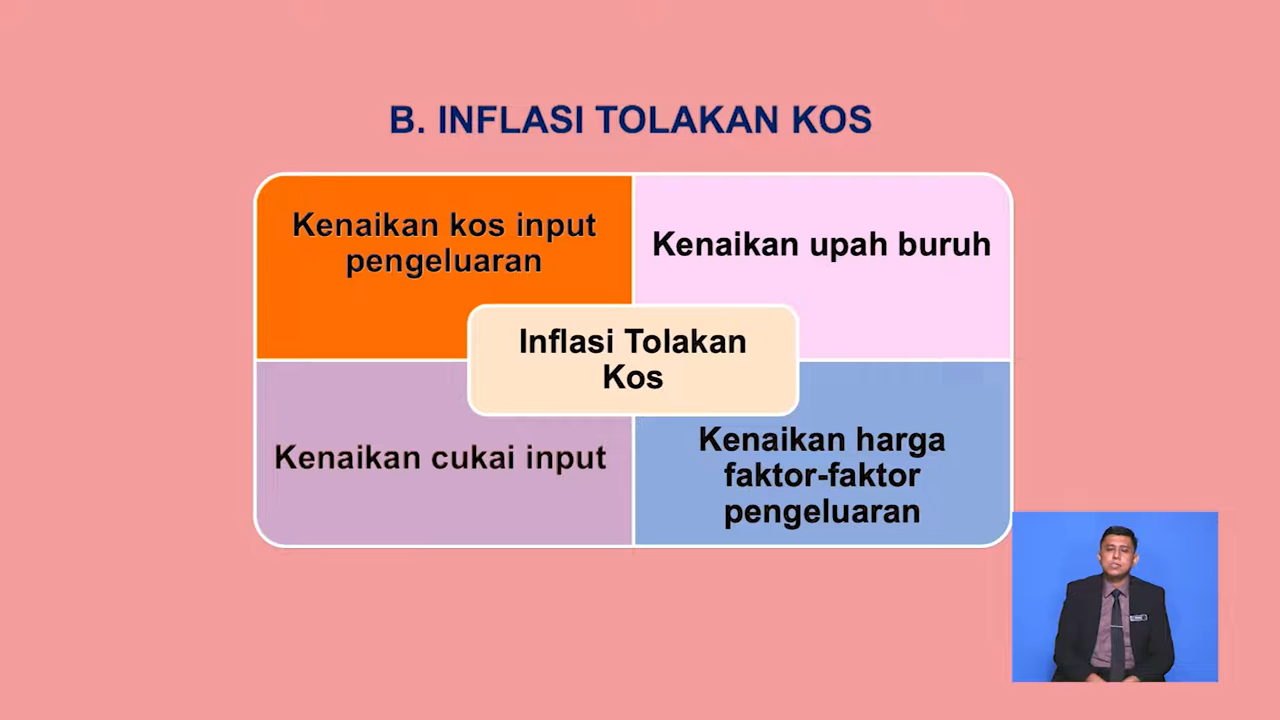 B. INFLASI TOLAKAN KOS
Kenaikan kos input
pengeluaran
Kenaikan upah buruh
Inflasi Tolakan
Kos
Kenaikan cukai input
Kenaikan harga
faktor-faktor
pengeluaran